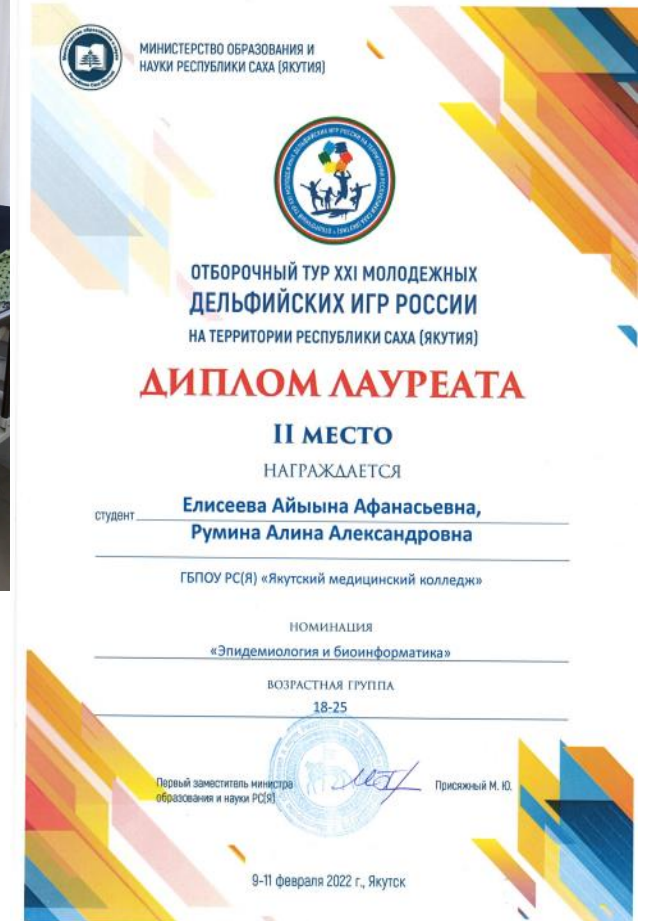 МИНИСТЕРСТВО ОБРАЗОВАНИЯ И
НАУКИ РЕСПУБЛИКИ САХА (ЯКУТИЯ)
ОТБОРОЧНЫЙ ТУР XXI МОЛОДЕЖНЫХ
ДЕЛЬФИЙСКИХ ИГР РОССИИ
НА ТЕРРИТОРИИ РЕСПУБЛИКИ САХА (ЯКУТИЯ)
ДИПЛОМ ЛАУРЕАТА
II МЕСТО
НАГРАЖДАЕТСЯ
студент Елисеева Айыына Афанасьевна,
Румина Алина Александровна
ГБПОУ РС(Я) «Якутский медицинский колледж»
НОМИНАЦИЯ
«Эпидемиология и биоинформатика»
ВОЗРАСТНАЯ ГРУППА
18-25
Первый заместитель министра
образования и науки РС(Я)
Присяжный М. Ю.
9-11 февраля 2022 г., Якутск